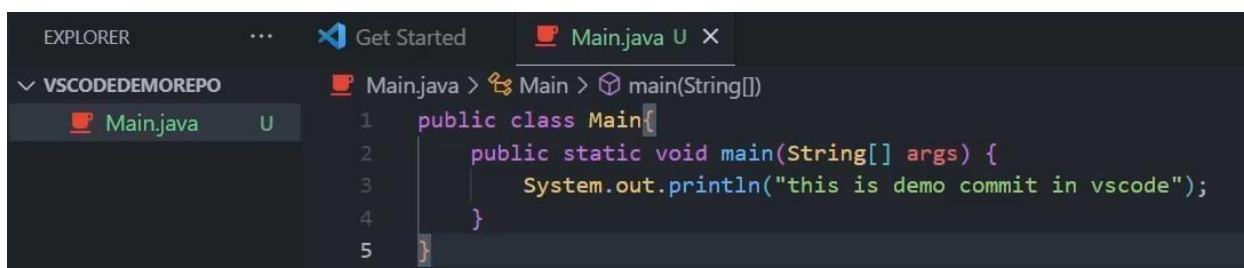 EXPLORER ...
Get Started
Main.java U X
VSCODEDEMOREPO
Main.java U
Main.java > Main > main(String[])
1 public class Main{
2 public static void main(String[] args) {
3 System.out.println("this is demo commit in vscode");
4 }
5 }